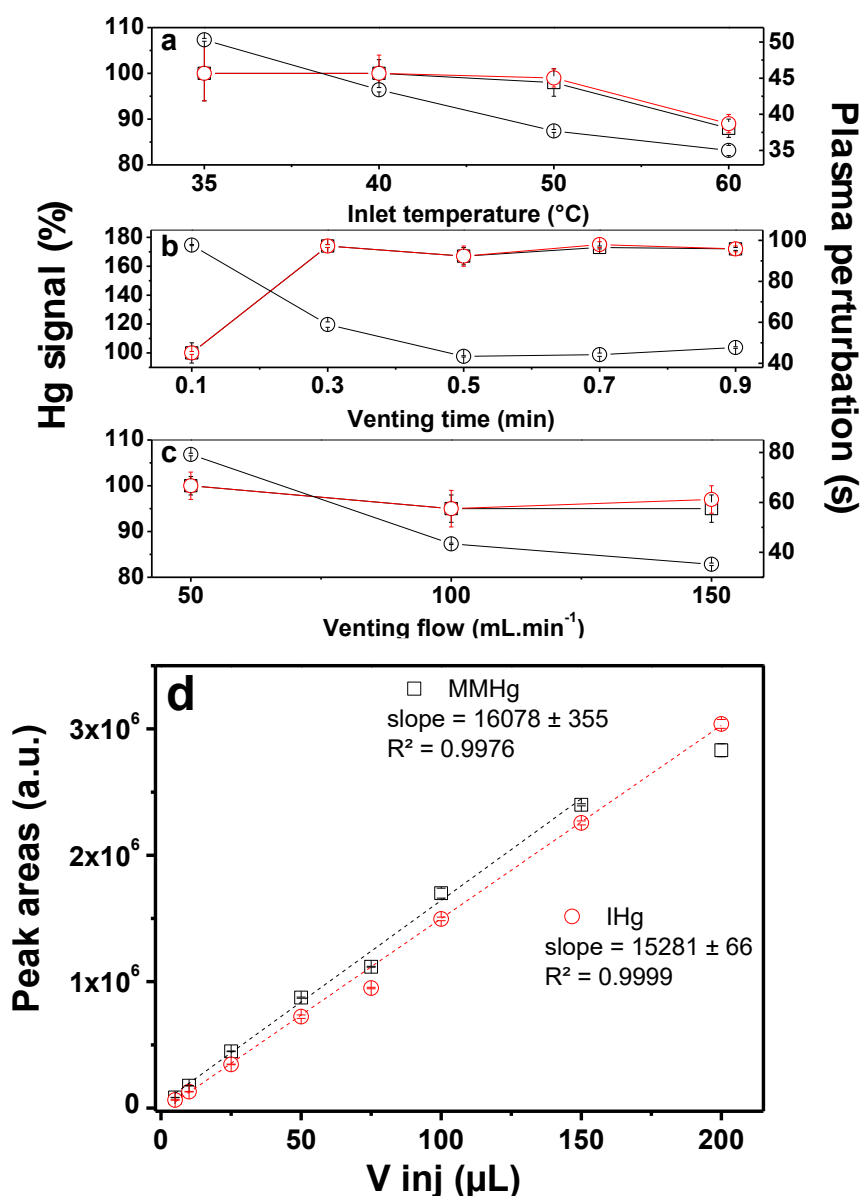 Hg signal (%)
Plasma perturbation (s)
a
110
100
90
80
50
45
40
35
35 40 50 60
Inlet temperature (°C)
b
180
160
140
120
100
100
80
60
40
0.1 0.3 0.5 0.7 0.9
Venting time (min)
c
110
100
90
80
80
60
40
50 100 150
Venting flow (mL.min⁻¹)
d
Peak areas (a.u.)
3x10⁶
2x10⁶
1x10⁶
0
MMHg
slope = 16078 ± 355
R² = 0.9976
IHg
slope = 15281 ± 66
R² = 0.9999
0 50 100 150 200
V inj (µL)